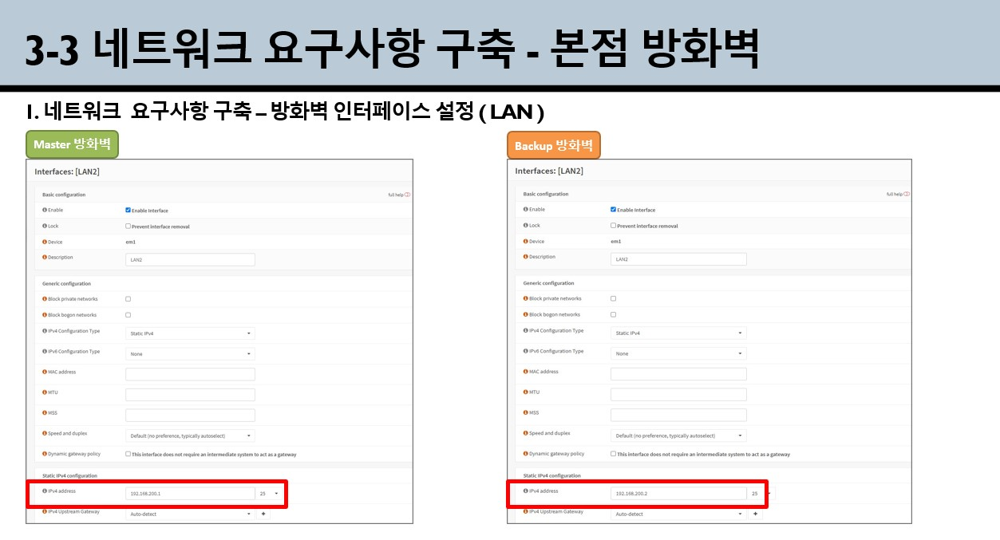 3-3 네트워크 요구사항 구축 - 본점 방화벽
I. 네트워크 요구사항 구축 – 방화벽 인터페이스 설정 ( LAN )
Master 방화벽
Interfaces: [LAN2]
Basic configuration
full help
Enable
Enable Interface
Lock
Prevent interface removal
Device
em1
Description
LAN2
Generic configuration
Block private networks
Block bogon networks
IPv4 Configuration Type
Static IPv4
IPv6 Configuration Type
None
MAC address
MTU
MSS
Speed and duplex
Default (no preference, typically autoselect)
Dynamic gateway policy
This interface does not require an intermediate system to act as a gateway
Static IPv4 configuration
IPv4 address
192.168.200.1
25
IPv4 Upstream Gateway
Auto-detect
Backup 방화벽
Interfaces: [LAN2]
Basic configuration
full help
Enable
Enable Interface
Lock
Prevent interface removal
Device
em1
Description
LAN2
Generic configuration
Block private networks
Block bogon networks
IPv4 Configuration Type
Static IPv4
IPv6 Configuration Type
None
MAC address
MTU
MSS
Speed and duplex
Default (no preference, typically autoselect)
Dynamic gateway policy
This interface does not require an intermediate system to act as a gateway
Static IPv4 configuration
IPv4 address
192.168.200.2
25
IPv4 Upstream Gateway
Auto-detect